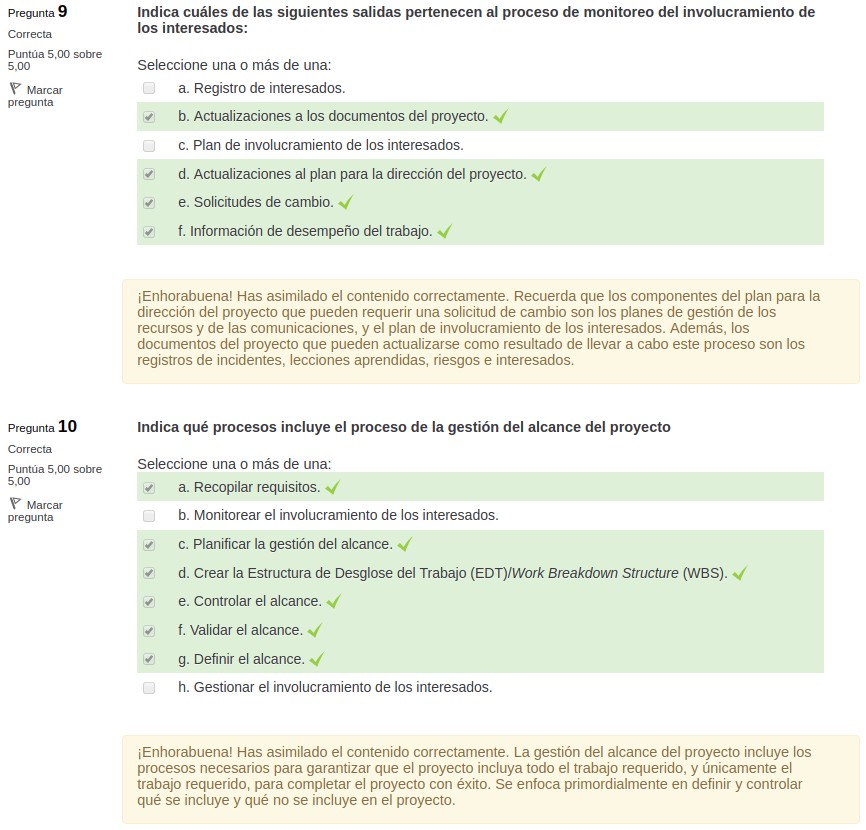 Pregunta 9
Correcta
Puntúa 5,00 sobre
5,00
Marcar
pregunta
Indica cuáles de las siguientes salidas pertenecen al proceso de monitoreo del involucramiento de
los interesados:
Seleccione una o más de una:
a. Registro de interesados.
b. Actualizaciones a los documentos del proyecto.
c. Plan de involucramiento de los interesados.
d. Actualizaciones al plan para la dirección del proyecto.
e. Solicitudes de cambio.
f. Información de desempeño del trabajo.
¡Enhorabuena! Has asimilado el contenido correctamente. Recuerda que los componentes del plan para la
dirección del proyecto que pueden requerir una solicitud de cambio son los planes de gestión de los
recursos y de las comunicaciones, y el plan de involucramiento de los interesados. Además, los
documentos del proyecto que pueden actualizarse como resultado de llevar a cabo este proceso son los
registros de incidentes, lecciones aprendidas, riesgos e interesados.
Pregunta 10
Correcta
Puntúa 5,00 sobre
5,00
Marcar
pregunta
Indica qué procesos incluye el proceso de la gestión del alcance del proyecto
Seleccione una o más de una:
a. Recopilar requisitos.
b. Monitorear el involucramiento de los interesados.
c. Planificar la gestión del alcance.
d. Crear la Estructura de Desglose del Trabajo (EDT)/Work Breakdown Structure (WBS).
e. Controlar el alcance.
f. Validar el alcance.
g. Definir el alcance.
h. Gestionar el involucramiento de los interesados.
¡Enhorabuena! Has asimilado el contenido correctamente. La gestión del alcance del proyecto incluye los
procesos necesarios para garantizar que el proyecto incluya todo el trabajo requerido, y únicamente el
trabajo requerido, para completar el proyecto con éxito. Se enfoca primordialmente en definir y controlar
qué se incluye y qué no se incluye en el proyecto.